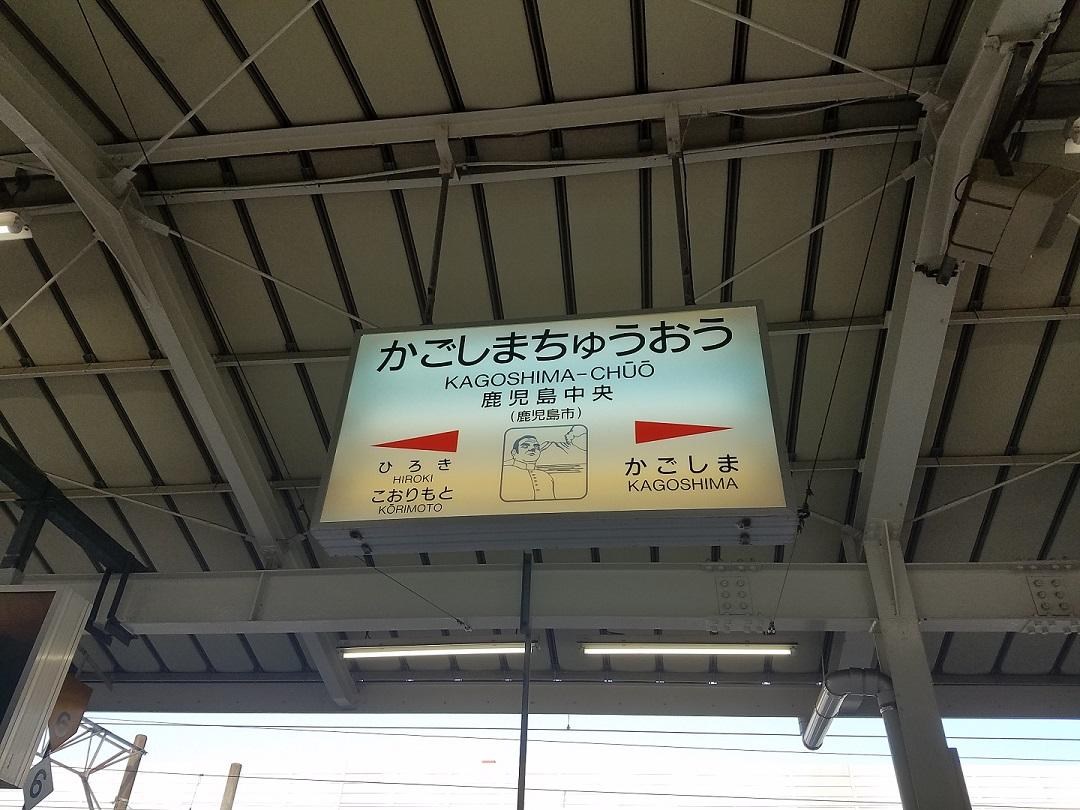 かごしまちゅうおう
KAGOSHIMA-CHŪŌ
鹿児島中央
(鹿児島市)
ひろき
HIROKI
こおりもと
KŌRIMOTO
かごしま
KAGOSHIMA
6
6